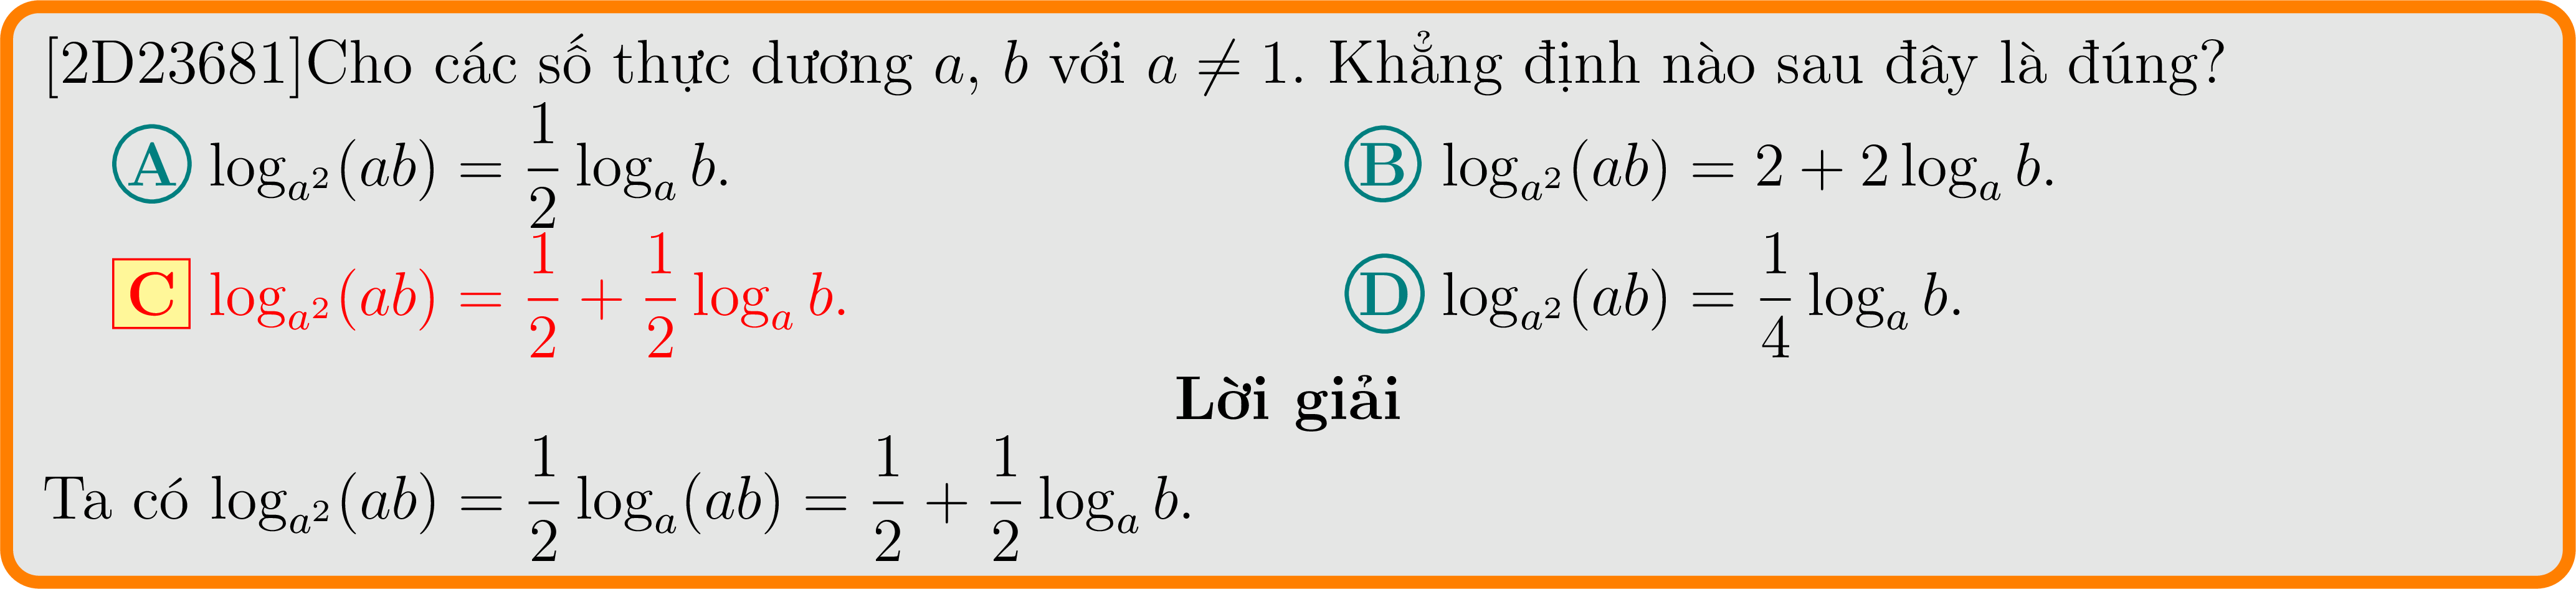 [2D23681]Cho các số thực dương a, b với a ≠ 1. Khẳng định nào sau đây là đúng?
A log_{a^2}(ab) = \frac{1}{2} log_a b. B log_{a^2}(ab) = 2 + 2 log_a b.
C log_{a^2}(ab) = \frac{1}{2} + \frac{1}{2} log_a b. D log_{a^2}(ab) = \frac{1}{4} log_a b.
Lời giải
Ta có log_{a^2}(ab) = \frac{1}{2} log_a(ab) = \frac{1}{2} + \frac{1}{2} log_a b.